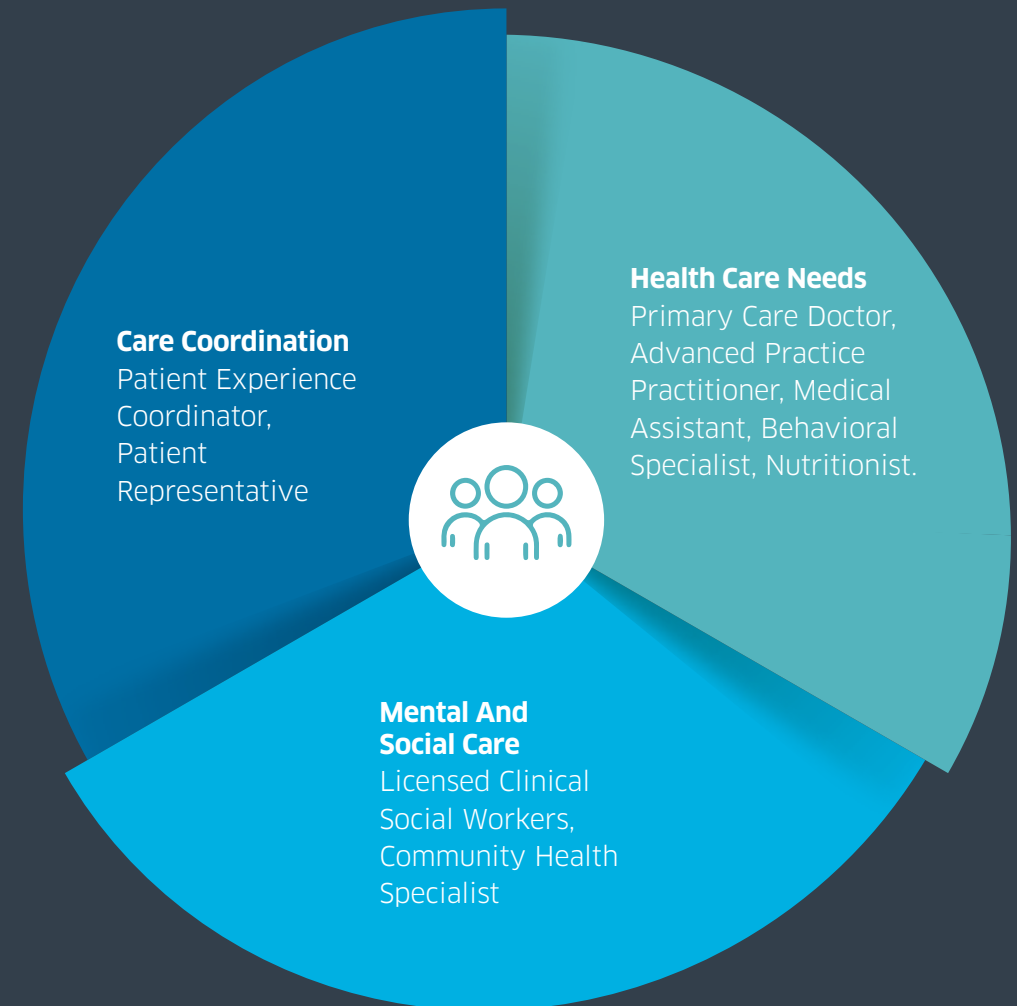 Care Coordination
Patient Experience
Coordinator,
Patient
Representative
Health Care Needs
Primary Care Doctor,
Advanced Practice
Practitioner, Medical
Assistant, Behavioral
Specialist, Nutritionist.
Mental And
Social Care
Licensed Clinical
Social Workers,
Community Health
Specialist